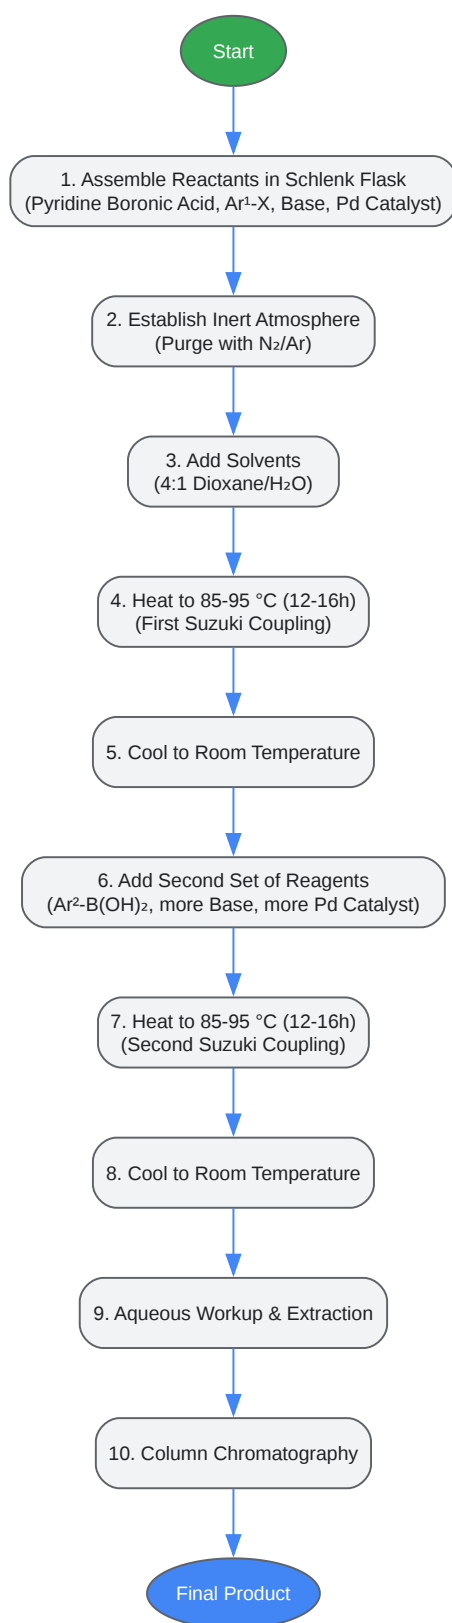 Start
1. Assemble Reactants in Schlenk Flask
(Pyridine Boronic Acid, Ar¹-X, Base, Pd Catalyst)
2. Establish Inert Atmosphere
(Purge with N₂/Ar)
3. Add Solvents
(4:1 Dioxane/H₂O)
4. Heat to 85-95 °C (12-16h)
(First Suzuki Coupling)
5. Cool to Room Temperature
6. Add Second Set of Reagents
(Ar²-B(OH)₂, more Base, more Pd Catalyst)
7. Heat to 85-95 °C (12-16h)
(Second Suzuki Coupling)
8. Cool to Room Temperature
9. Aqueous Workup & Extraction
10. Column Chromatography
Final Product